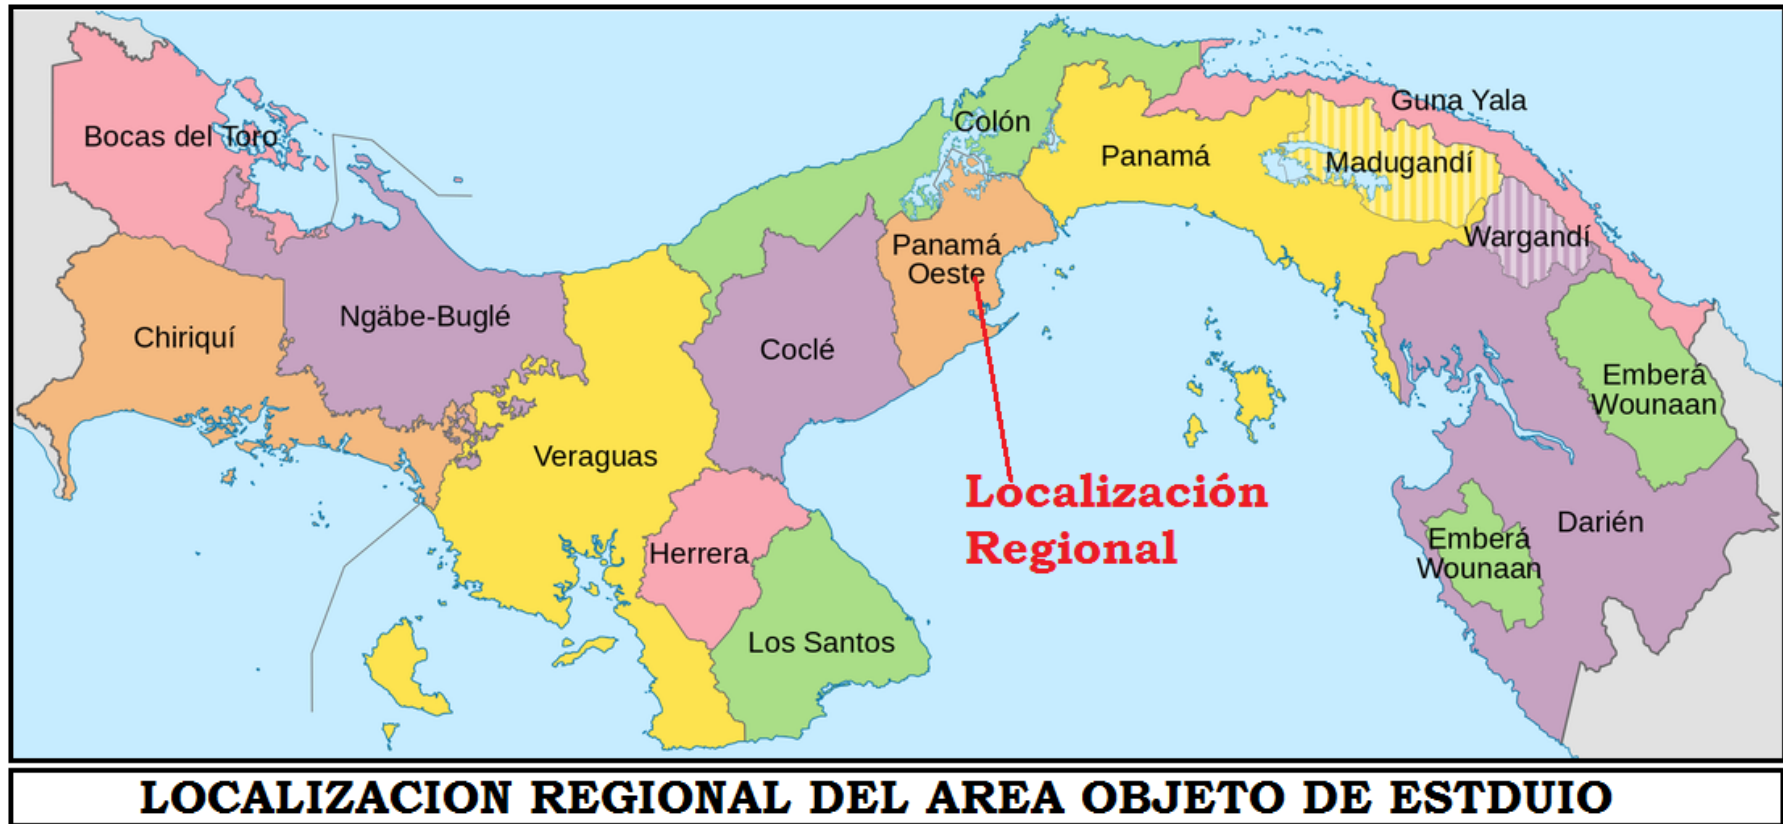 Bocas del Toro
Colón
Guna Yala
Panamá
Madugandí
Wargandí
Panamá
Oeste
Ngäbe-Buglé
Chiriquí
Coclé
Emberá
Wounaan
Veraguas
Localización
Regional
Darién
Herrera
Emberá
Wounaan
Los Santos
LOCALIZACION REGIONAL DEL AREA OBJETO DE ESTDUIO